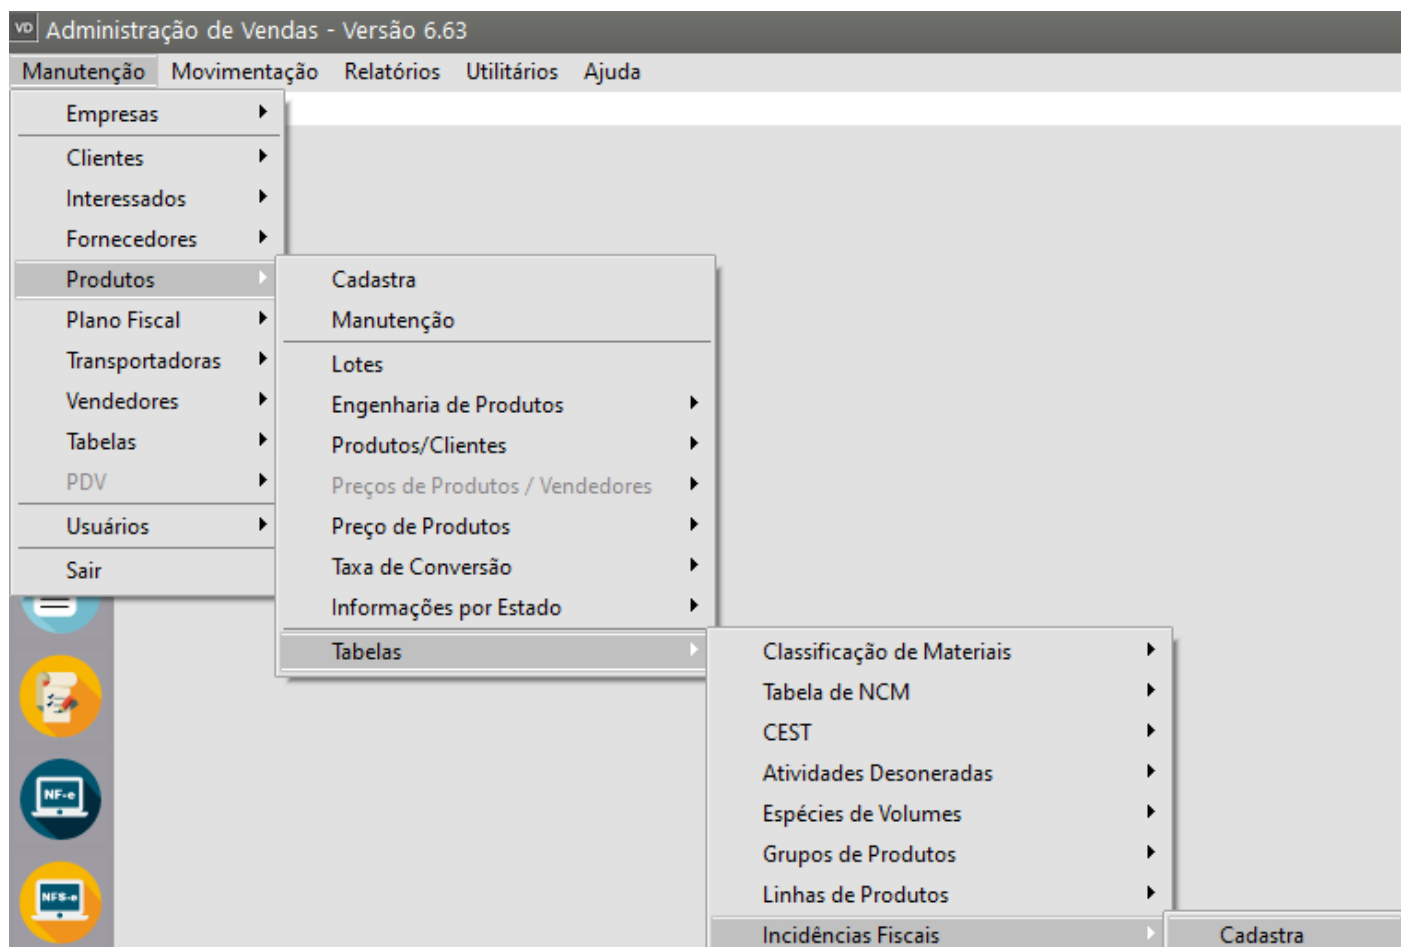 VD Administração de Vendas - Versão 6.63
Manutenção Movimentação Relatórios Utilitários Ajuda
Empresas
Clientes
Interessados
Fornecedores
Produtos
Plano Fiscal
Transportadoras
Vendedores
Tabelas
PDV
Usuários
Sair
Cadastra
Manutenção
Lotes
Engenharia de Produtos
Produtos/Clientes
Preços de Produtos / Vendedores
Preço de Produtos
Taxa de Conversão
Informações por Estado
Tabelas
Classificação de Materiais
Tabela de NCM
CEST
Atividades Desoneradas
Espécies de Volumes
Grupos de Produtos
Linhas de Produtos
Incidências Fiscais
Cadastra
NF-e
NFS-e